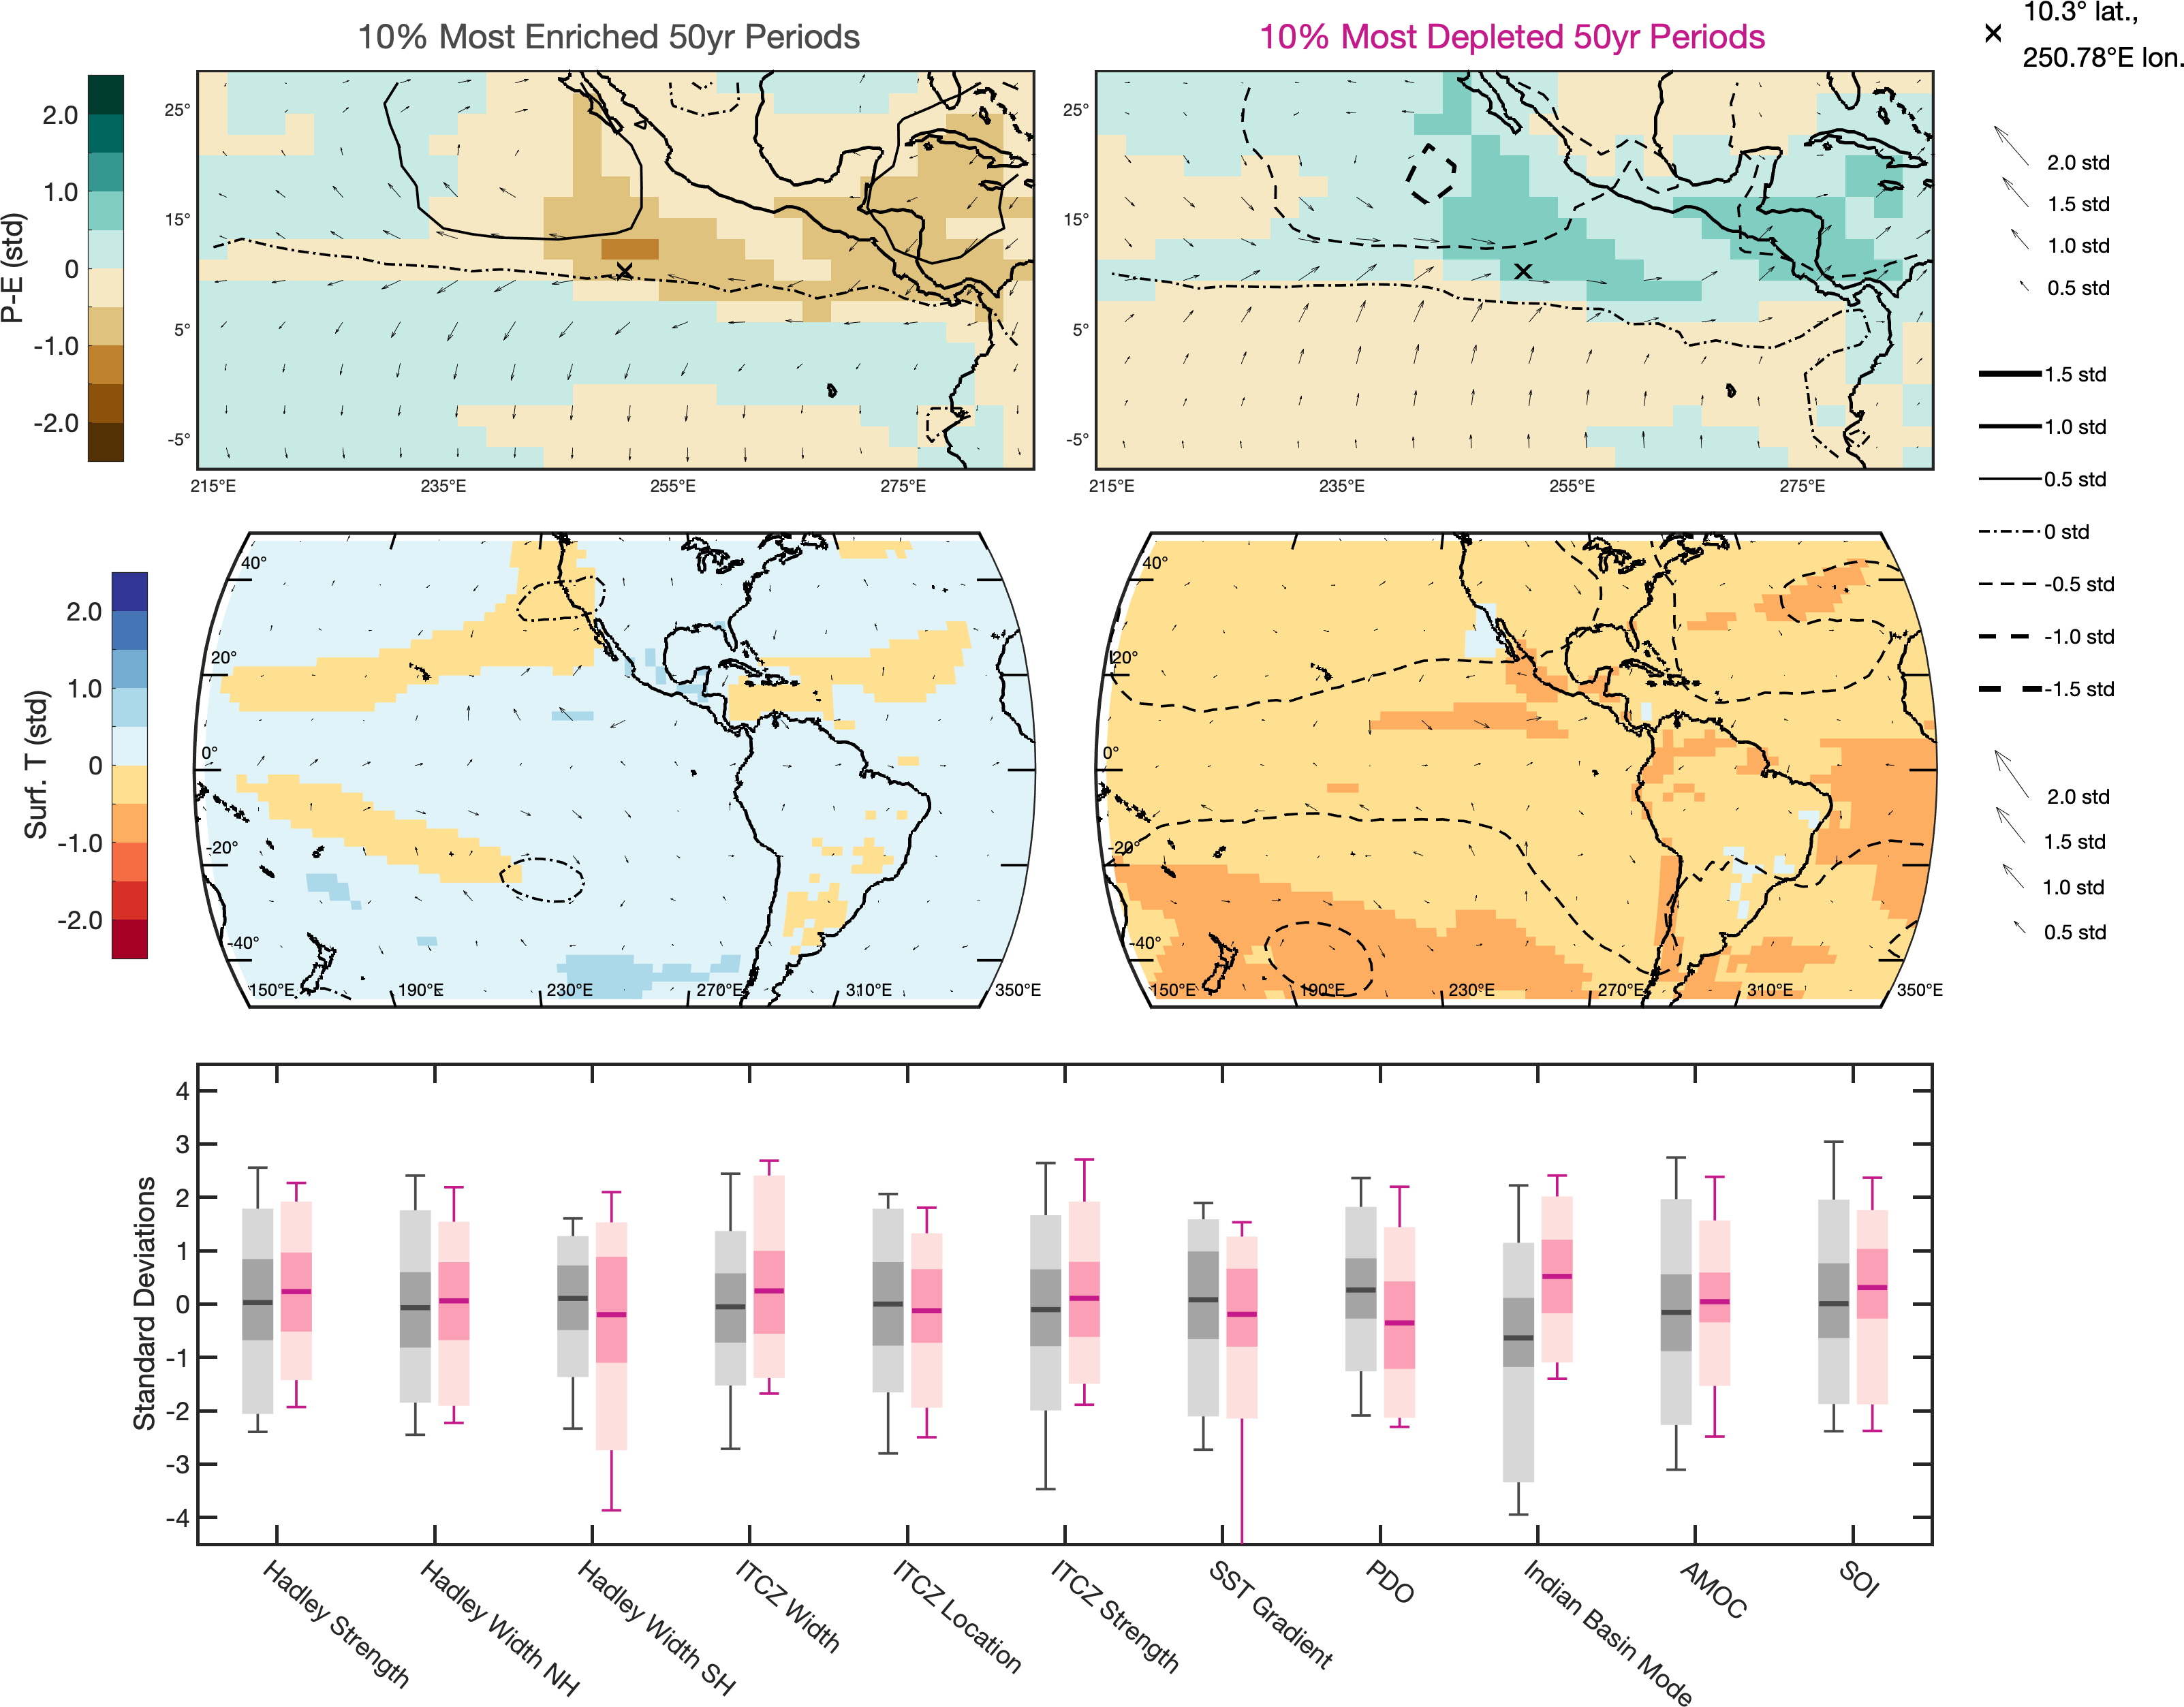 10% Most Enriched 50yr Periods
10% Most Depleted 50yr Periods
10.3° lat.,
250.78°E lon.
P-E (std)
2.0
1.0
0
-1.0
-2.0
25°
15°
5°
-5°
215°E 235°E 255°E 275°E
25°
15°
5°
-5°
215°E 235°E 255°E 275°E
2.0 std
1.5 std
1.0 std
0.5 std
1.5 std
1.0 std
0.5 std
0 std
-0.5 std
-1.0 std
-1.5 std
Surf. T (std)
2.0
1.0
0
-1.0
-2.0
40°
20°
0°
-20°
-40°
150°E 190°E 230°E 270°E 310°E 350°E
40°
20°
0°
-20°
-40°
150°E 190°E 230°E 270°E 310°E 350°E
2.0 std
1.5 std
1.0 std
0.5 std
Standard Deviations
4
3
2
1
0
-1
-2
-3
-4
Hadley Strength
Hadley Width NH
Hadley Width SH
ITCZ Width
ITCZ Location
ITCZ Strength
SST Gradient
PDO
Indian Basin Mode
AMOC
SOI